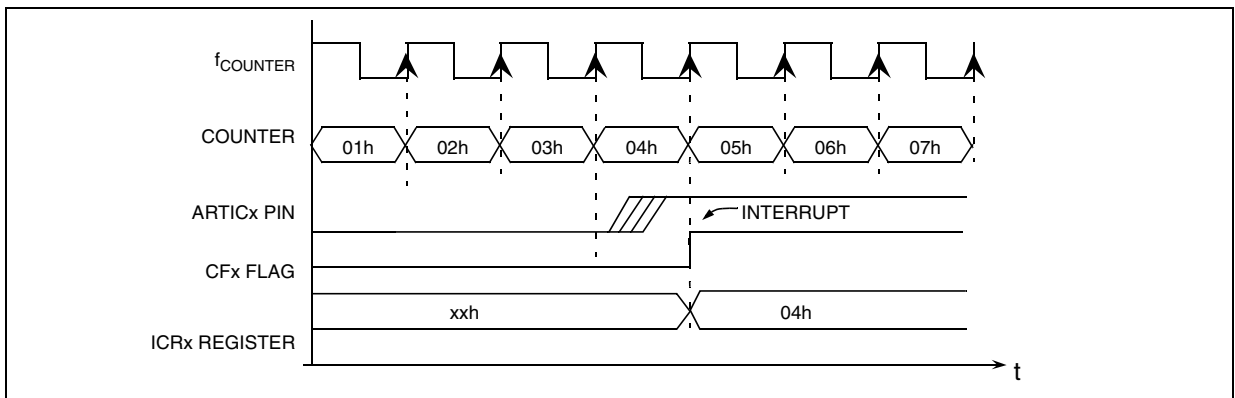 fCOUNTER
COUNTER 01h 02h 03h 04h 05h 06h 07h
ARTICx PIN INTERRUPT
CFx FLAG
xxh 04h
ICRx REGISTER
t